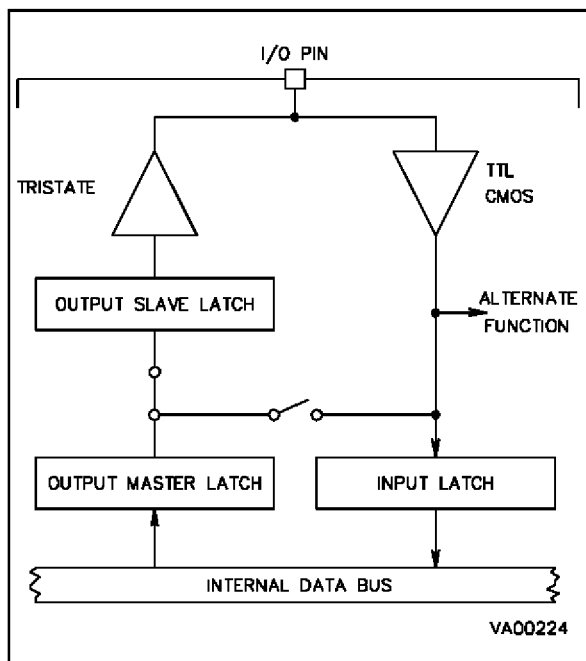 I/O PIN
TRISTATE
TTL
CMOS
OUTPUT SLAVE LATCH
ALTERNATE
FUNCTION
OUTPUT MASTER LATCH
INPUT LATCH
INTERNAL DATA BUS
VA00224